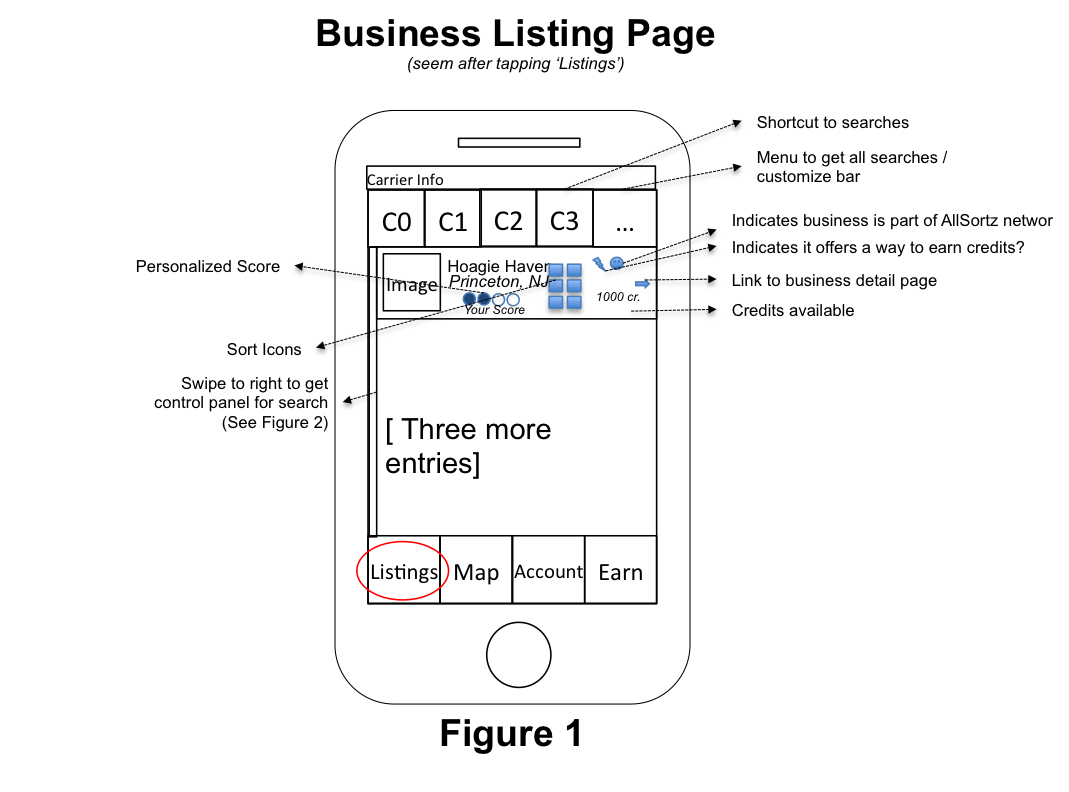 Business Listing Page
(seem after tapping ‘Listings’)
Shortcut to searches
Menu to get all searches /
customize bar
Carrier Info
C0 C1 C2 C3 ...
Indicates business is part of AllSortz networ
Indicates it offers a way to earn credits?
Personalized Score
Image
Hoagie Haven
Princeton, NJ
Your Score
1000 cr.
Link to business detail page
Credits available
Sort Icons
Swipe to right to get
control panel for search
(See Figure 2)
[ Three more
entries]
Listings Map Account Earn
Figure 1